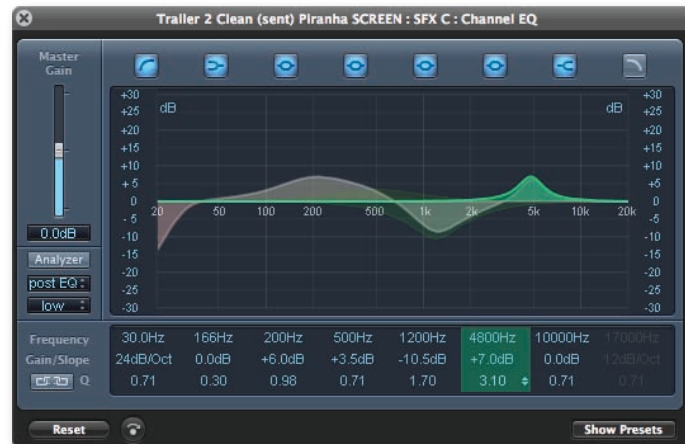 Trailer 2 Clean (sent) Piranha SCREEN : SFX C : Channel EQ
Master
Gain
0.0dB
Analyzer
post EQ
low
+30
+25
+20
+15
+10
+5
0
-5
-10
-15
-20
-25
-30
dB
dB
+30
+25
+20
+15
+10
+5
0
-5
-10
-15
-20
-25
-30
20 50 100 200 500 1k 2k 5k 10k 20k
Frequency 30.0Hz 166Hz 200Hz 500Hz 1200Hz 4800Hz 10000Hz 17000Hz
Gain/Slope 24dB/Oct 0.0dB +6.0dB +3.5dB -10.5dB +7.0dB 0.0dB 12dB/Oct
Q 0.71 0.30 0.98 0.71 1.70 3.10 0.71 0.71
Reset
Show Presets